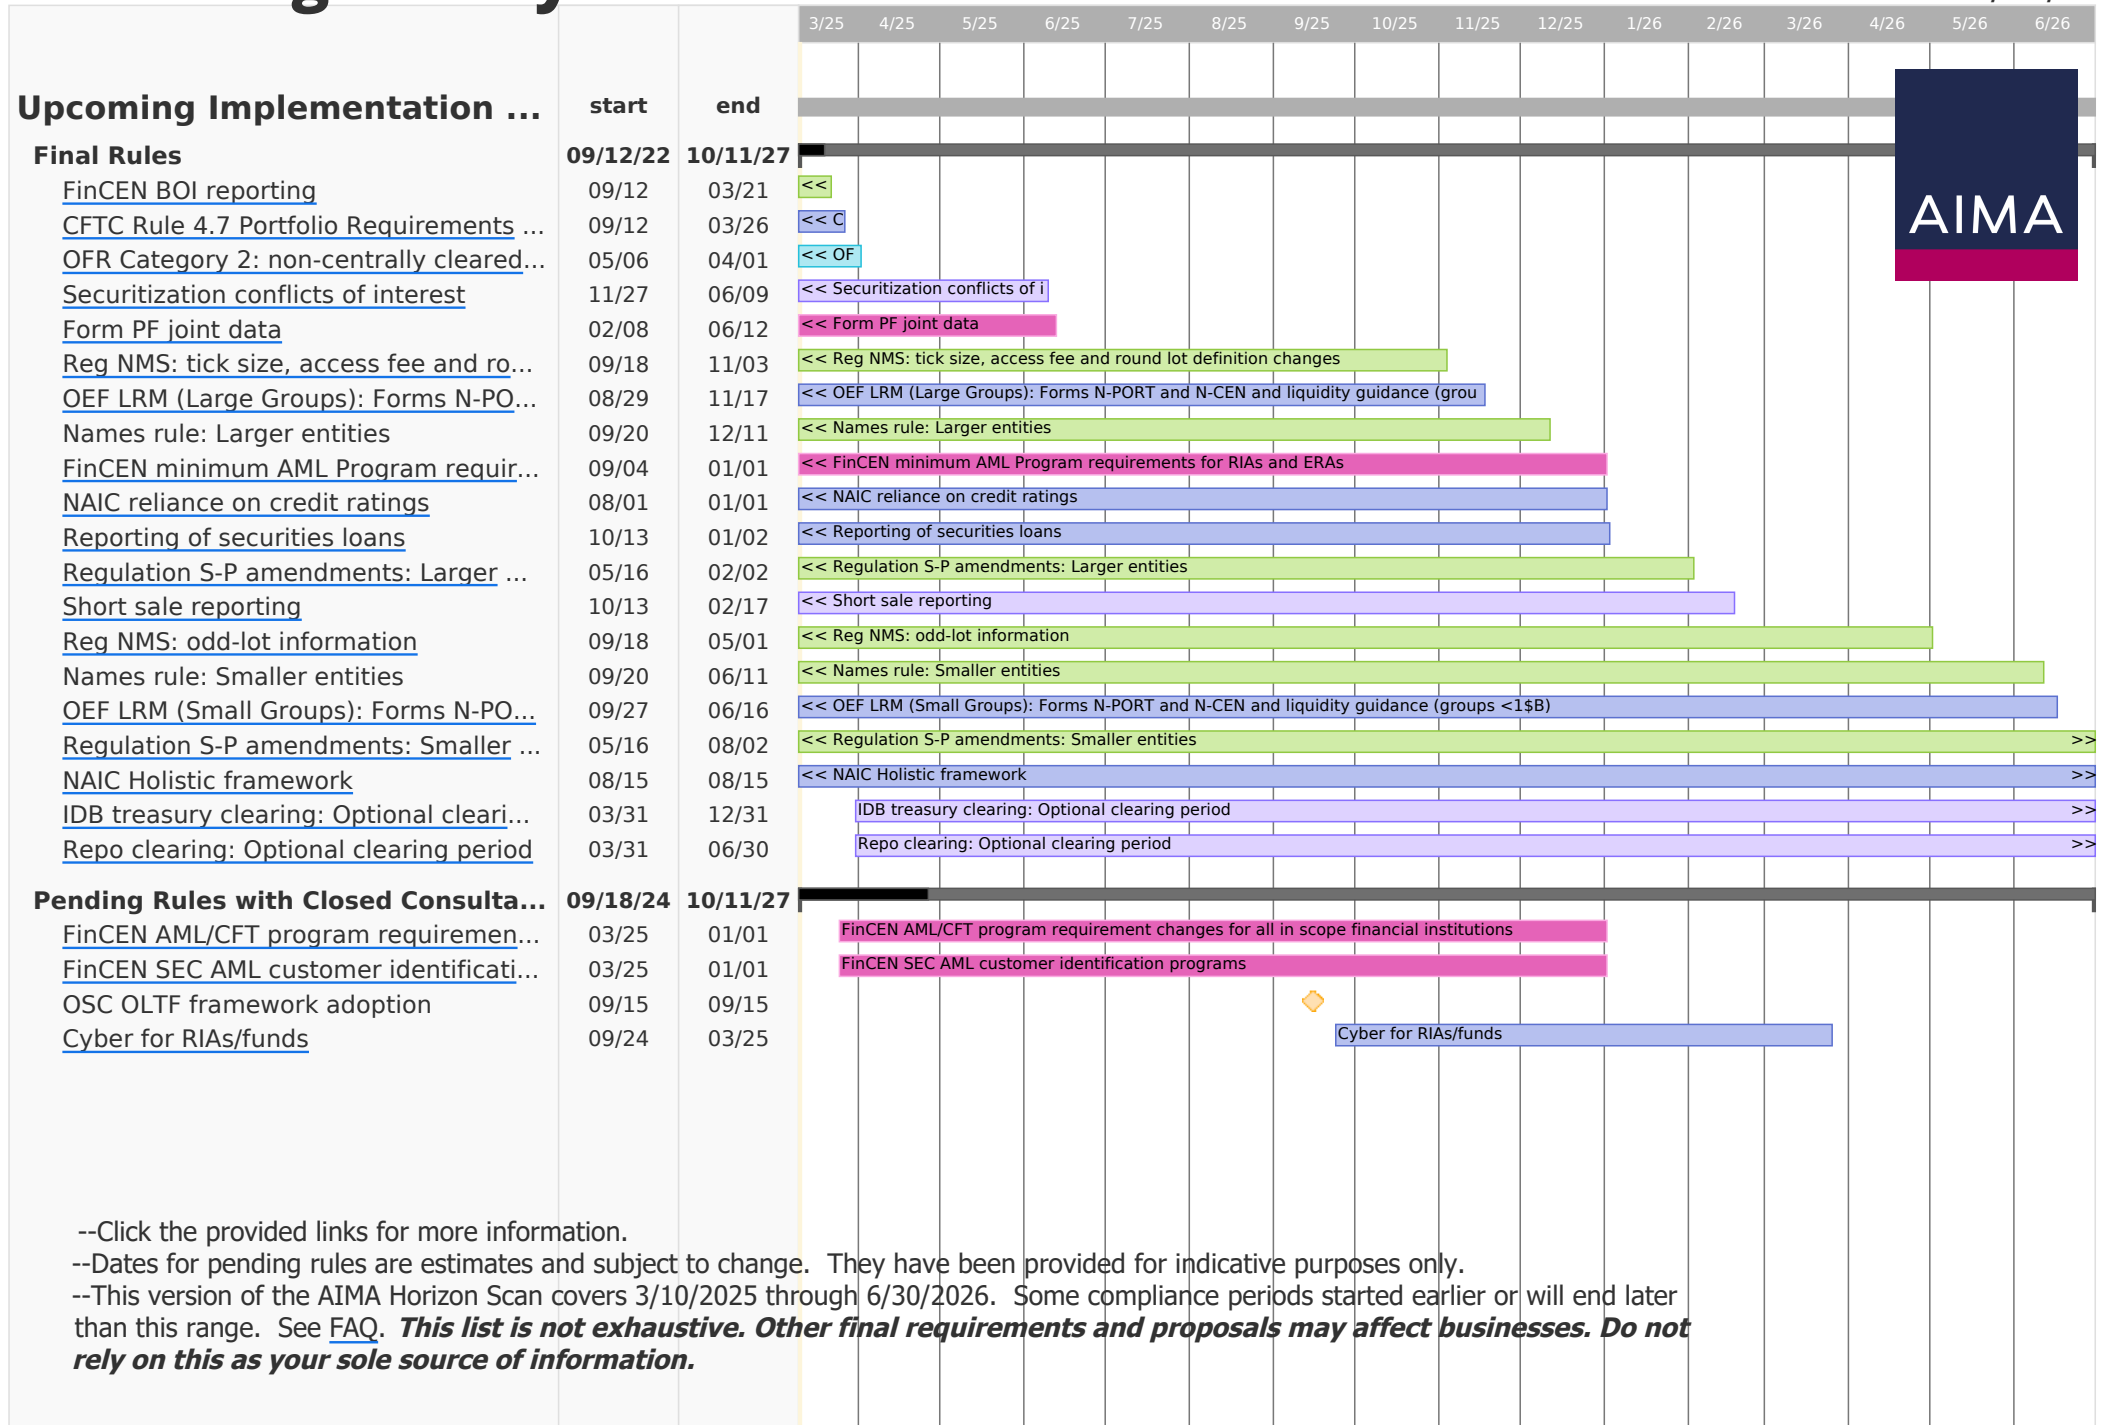 3/25 4/25 5/25 6/25 7/25 8/25 9/25 10/25 11/25 12/25 1/26 2/26 3/26 4/26 5/26 6/26
Upcoming Implementation ... start end
AIMA
Final Rules 09/12/22 10/11/27
FinCEN BOI reporting 09/12 03/21 <<
CFTC Rule 4.7 Portfolio Requirements ... 09/12 03/26 << C
OFR Category 2: non-centrally cleared... 05/06 04/01 << OF
Securitization conflicts of interest 11/27 06/09 << Securitization conflicts of i
Form PF joint data 02/08 06/12 << Form PF joint data
Reg NMS: tick size, access fee and ro... 09/18 11/03 << Reg NMS: tick size, access fee and round lot definition changes
OEF LRM (Large Groups): Forms N-PO... 08/29 11/17 << OEF LRM (Large Groups): Forms N-PORT and N-CEN and liquidity guidance (grou
Names rule: Larger entities 09/20 12/11 << Names rule: Larger entities
FinCEN minimum AML Program requir... 09/04 01/01 << FinCEN minimum AML Program requirements for RIAs and ERAs
NAIC reliance on credit ratings 08/01 01/01 << NAIC reliance on credit ratings
Reporting of securities loans 10/13 01/02 << Reporting of securities loans
Regulation S-P amendments: Larger ... 05/16 02/02 << Regulation S-P amendments: Larger entities
Short sale reporting 10/13 02/17 << Short sale reporting
Reg NMS: odd-lot information 09/18 05/01 << Reg NMS: odd-lot information
Names rule: Smaller entities 09/20 06/11 << Names rule: Smaller entities
OEF LRM (Small Groups): Forms N-PO... 09/27 06/16 << OEF LRM (Small Groups): Forms N-PORT and N-CEN and liquidity guidance (groups <1$B)
Regulation S-P amendments: Smaller ... 05/16 08/02 << Regulation S-P amendments: Smaller entities >>
NAIC Holistic framework 08/15 08/15 << NAIC Holistic framework >>
IDB treasury clearing: Optional cleari... 03/31 12/31 IDB treasury clearing: Optional clearing period >>
Repo clearing: Optional clearing period 03/31 06/30 Repo clearing: Optional clearing period >>
Pending Rules with Closed Consulta... 09/18/24 10/11/27
FinCEN AML/CFT program requiremen... 03/25 01/01 FinCEN AML/CFT program requirement changes for all in scope financial institutions
FinCEN SEC AML customer identificati... 03/25 01/01 FinCEN SEC AML customer identification programs
OSC OLTF framework adoption 09/15 09/15
Cyber for RIAs/funds 09/24 03/25 Cyber for RIAs/funds
--Click the provided links for more information.
--Dates for pending rules are estimates and subject to change. They have been provided for indicative purposes only.
--This version of the AIMA Horizon Scan covers 3/10/2025 through 6/30/2026. Some compliance periods started earlier or will end later
than this range. See FAQ. This list is not exhaustive. Other final requirements and proposals may affect businesses. Do not
rely on this as your sole source of information.